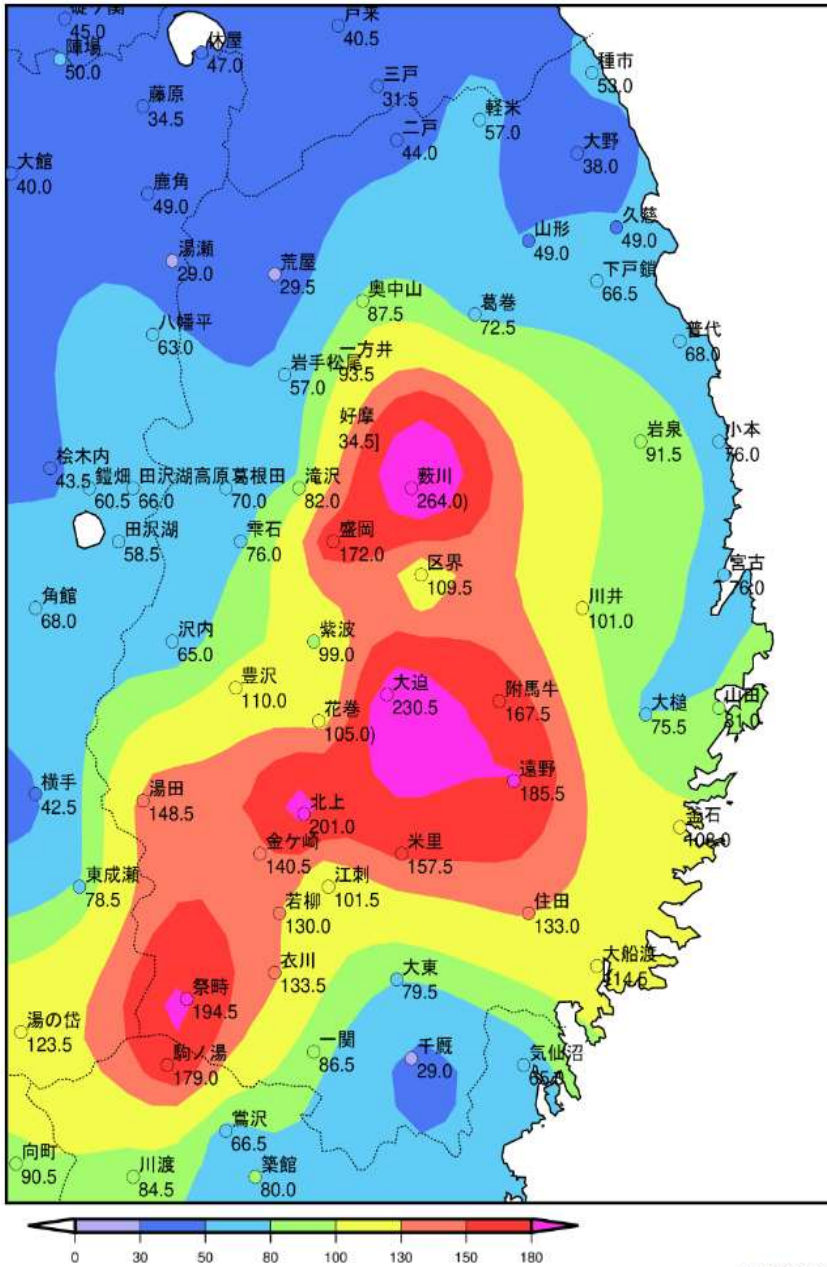 碇ヶ関
45.0
戸来
40.5
休屋
47.0
陣場
50.0
種市
53.0
三戸
31.5
藤原
34.5
軽米
57.0
二戸
44.0
大野
38.0
大館
40.0
鹿角
49.0
久慈
49.0
山形
49.0
湯瀬
29.0
荒屋
29.5
下戸鎖
66.5
奥中山
87.5
葛巻
72.5
八幡平
63.0
普代
68.0
一方井
93.5
岩手松尾
57.0
好摩
34.5]
岩泉
91.5
小本
76.0
桧木内
43.5
鎧畑
60.5
田沢湖高原
66.0
葛根田
70.0
滝沢
82.0
薮川
264.0)
田沢湖
58.5
雫石
76.0
盛岡
172.0
区界
109.5
宮古
76.0
角館
68.0
川井
101.0
沢内
65.0
紫波
99.0
豊沢
110.0
大迫
230.5
附馬牛
167.5
大槌
75.5
山田
81.0
花巻
105.0)
遠野
185.5
横手
42.5
湯田
148.5
北上
201.0
釜石
108.0
金ケ崎
140.5
米里
157.5
東成瀬
78.5
江刺
101.5
若柳
130.0
住田
133.0
衣川
133.5
大東
79.5
大船渡
114.5
祭畤
194.5
湯の岱
123.5
一関
86.5
千厩
29.0
気仙沼
65.0
駒ノ湯
179.0
鴬沢
66.5
向町
90.5
川渡
84.5
築館
80.0
0 30 50 80 100 130 150 180